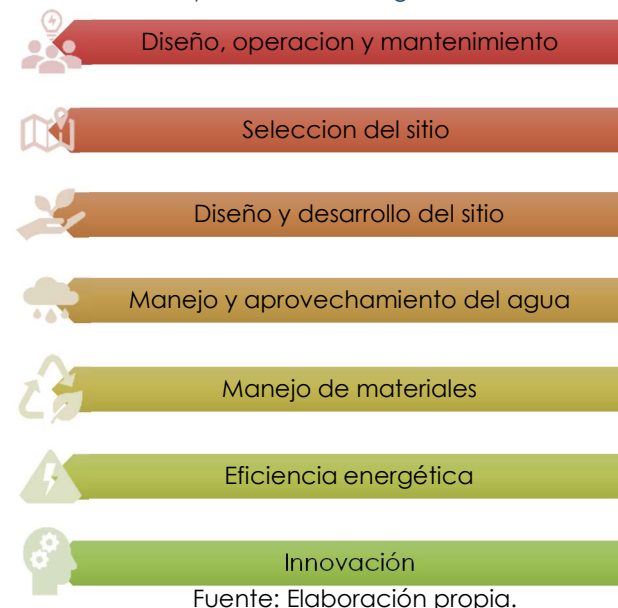 Diseño, operacion y mantenimiento
Seleccion del sitio
Diseño y desarrollo del sitio
Manejo y aprovechamiento del agua
Manejo de materiales
Eficiencia energética
Innovación
Fuente: Elaboración propia.